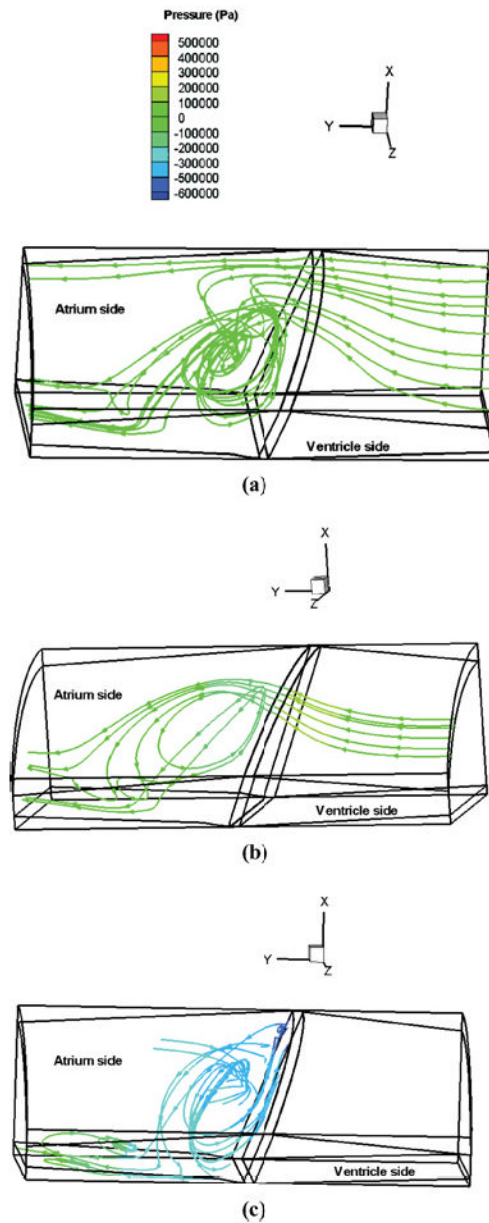 Pressure (Pa)
500000
400000
300000
200000
100000
0
-100000
-200000
-300000
-500000
-600000
X
Y
Z
Atrium side
Ventricle side
(a)
X
Y
Z
Atrium side
Ventricle side
(b)
X
Y
Z
Atrium side
Ventricle side
(c)